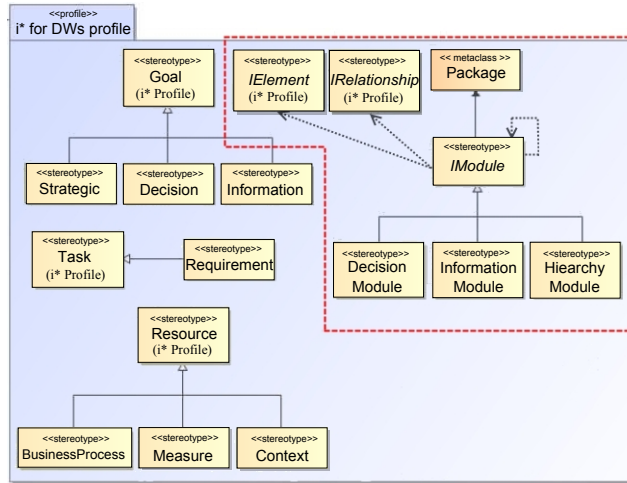 <<profile>>
i* for DWs profile
<<stereotype>>
Goal
(i* Profile)
<<stereotype>>
IElement
(i* Profile)
<<stereotype>>
IRelationship
(i* Profile)
<< metaclass >>
Package
<<stereotype>>
IModule
<<stereotype>>
Strategic
<<stereotype>>
Decision
<<stereotype>>
Information
<<stereotype>>
Task
(i* Profile)
<<stereotype>>
Requirement
<<stereotype>>
Decision
Module
<<stereotype>>
Information
Module
<<stereotype>>
Hiearchy
Module
<<stereotype>>
Resource
(i* Profile)
<<stereotype>>
BusinessProcess
<<stereotype>>
Measure
<<stereotype>>
Context